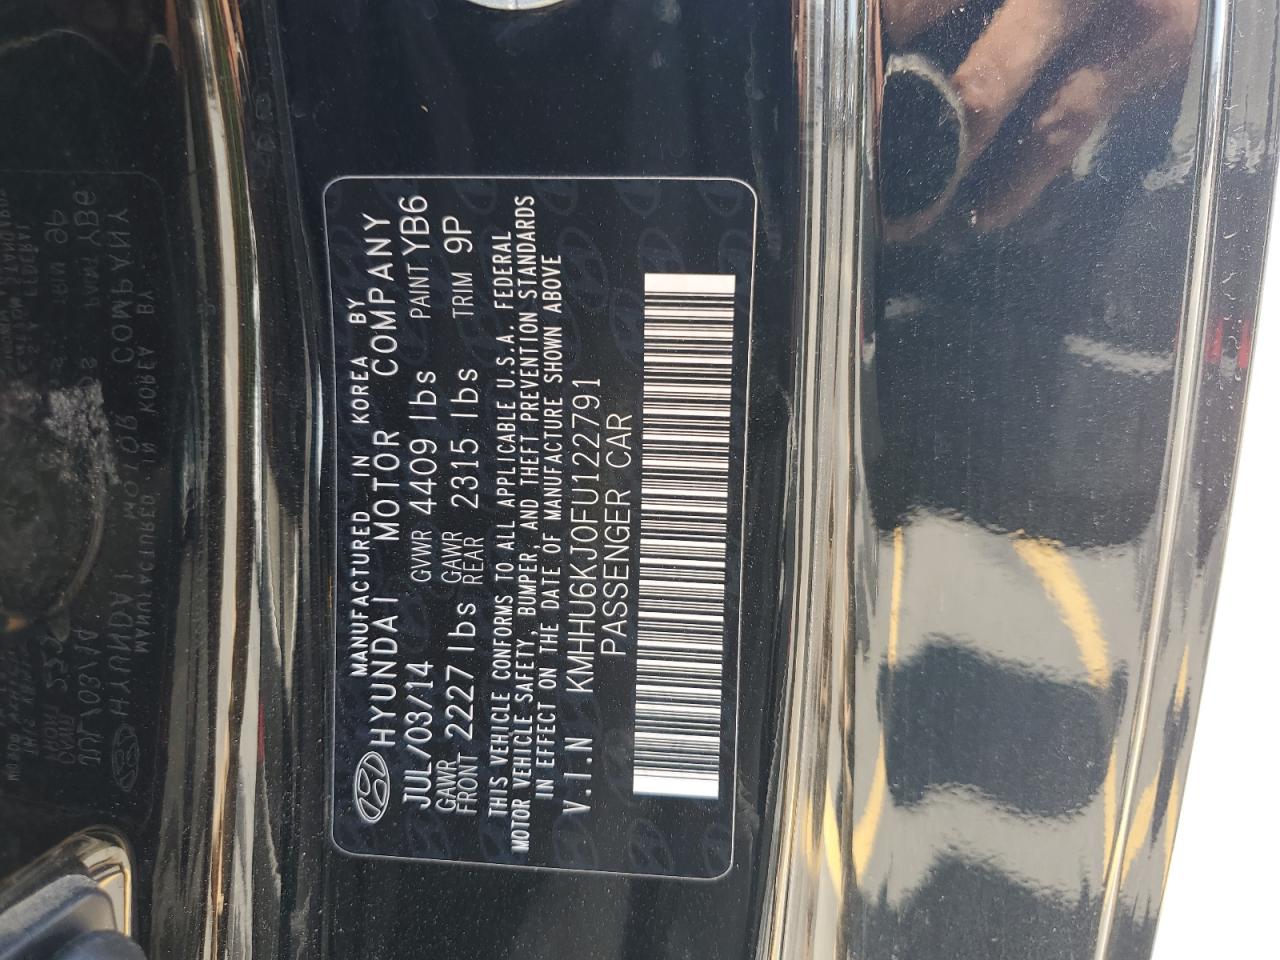 MANUFACTURED IN KOREA BY
HYUNDAI MOTOR COMPANY
JUL/03/14 GVWR 4409 lbs PAINT YB6
GAWR FRONT 2227 lbs GAWR REAR 2315 lbs TRIM 9P
THIS VEHICLE CONFORMS TO ALL APPLICABLE U.S.A. FEDERAL
MOTOR VEHICLE SAFETY, BUMPER, AND THEFT PREVENTION STANDARDS
IN EFFECT ON THE DATE OF MANUFACTURE SHOWN ABOVE
V.I.N KMHHU6KJ0FU122791
PASSENGER CAR